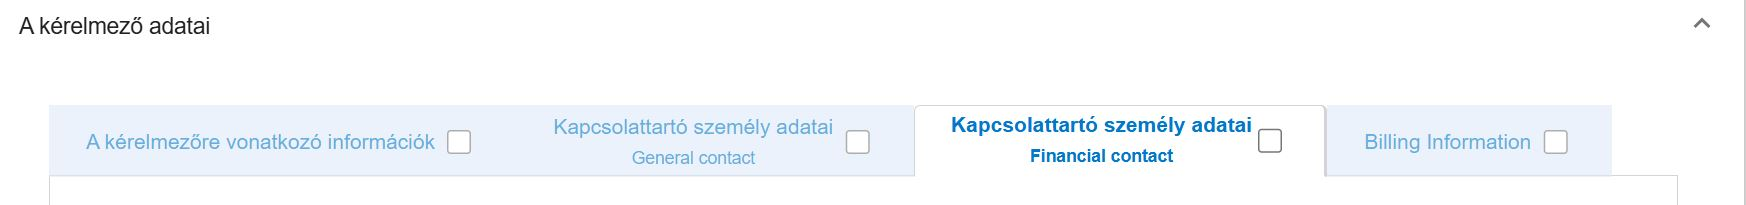 A kérelmező adatai
A kérelmezőre vonatkozó információk
Kapcsolattartó személy adatai
General contact
Kapcsolattartó személy adatai
Financial contact
Billing Information